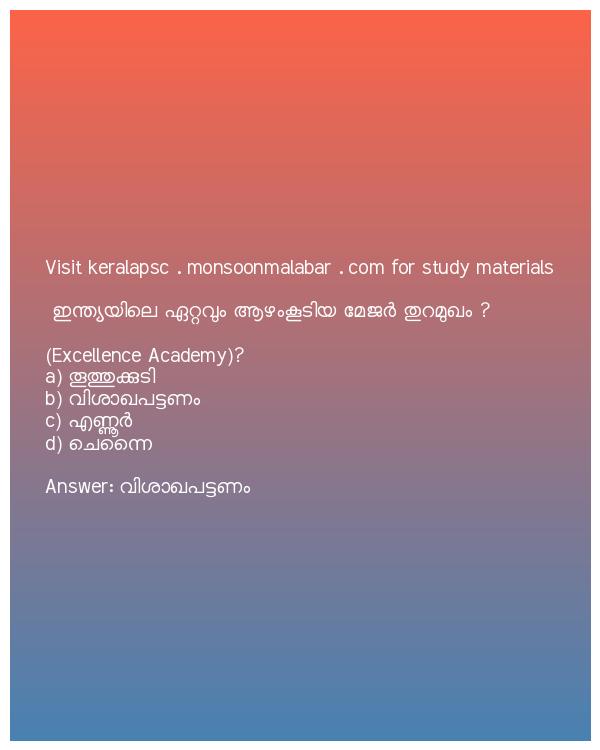 Visit keralapsc .monsoonmalabar .com for study materials
ഇന്ത്യയിലെ ഏറ്റവും ആഴംകൂടിയ മേജർ തുറമുഖം ?
(Excellence Academy)?
a) തൂത്തുക്കുടി
b) വിശാഖപട്ടണം
c) എണ്ണൂർ
d) ചെന്നൈ
Answer: വിശാഖപട്ടണം